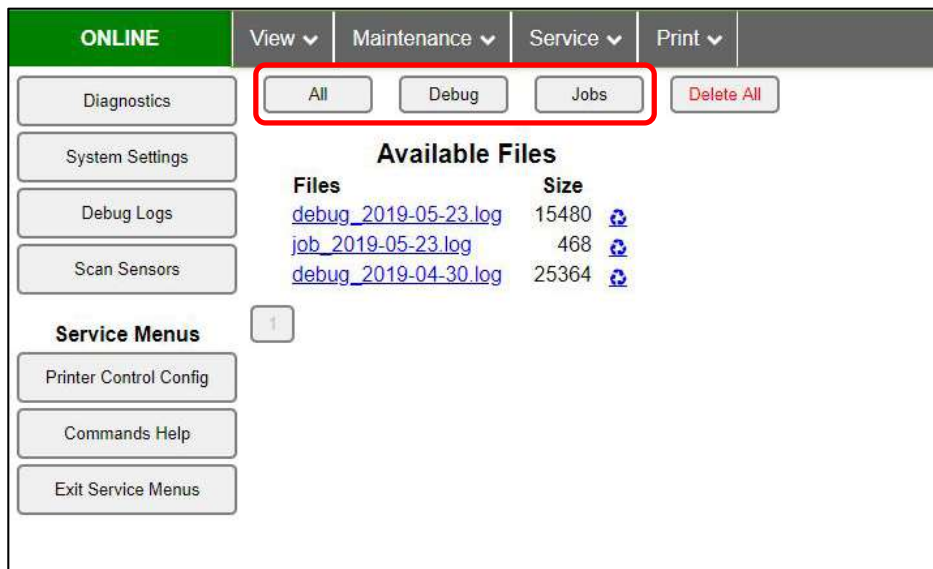 ONLINE View Maintenance Service Print
Diagnostics All Debug Jobs Delete All
System Settings
Debug Logs
Scan Sensors
Service Menus
Printer Control Config
Commands Help
Exit Service Menus
Available Files
Files Size
debug_2019-05-23.log 15480
job_2019-05-23.log 468
debug_2019-04-30.log 25364
1